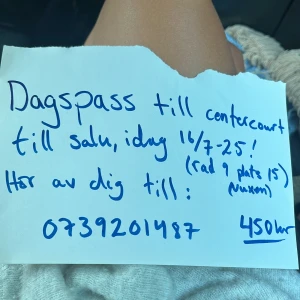 Dagspass till centercourt
till salu, idag 16/7-25!
(rad 9 plats 15)
Hör av dig till: (Vuxen)
0739201487 450kr